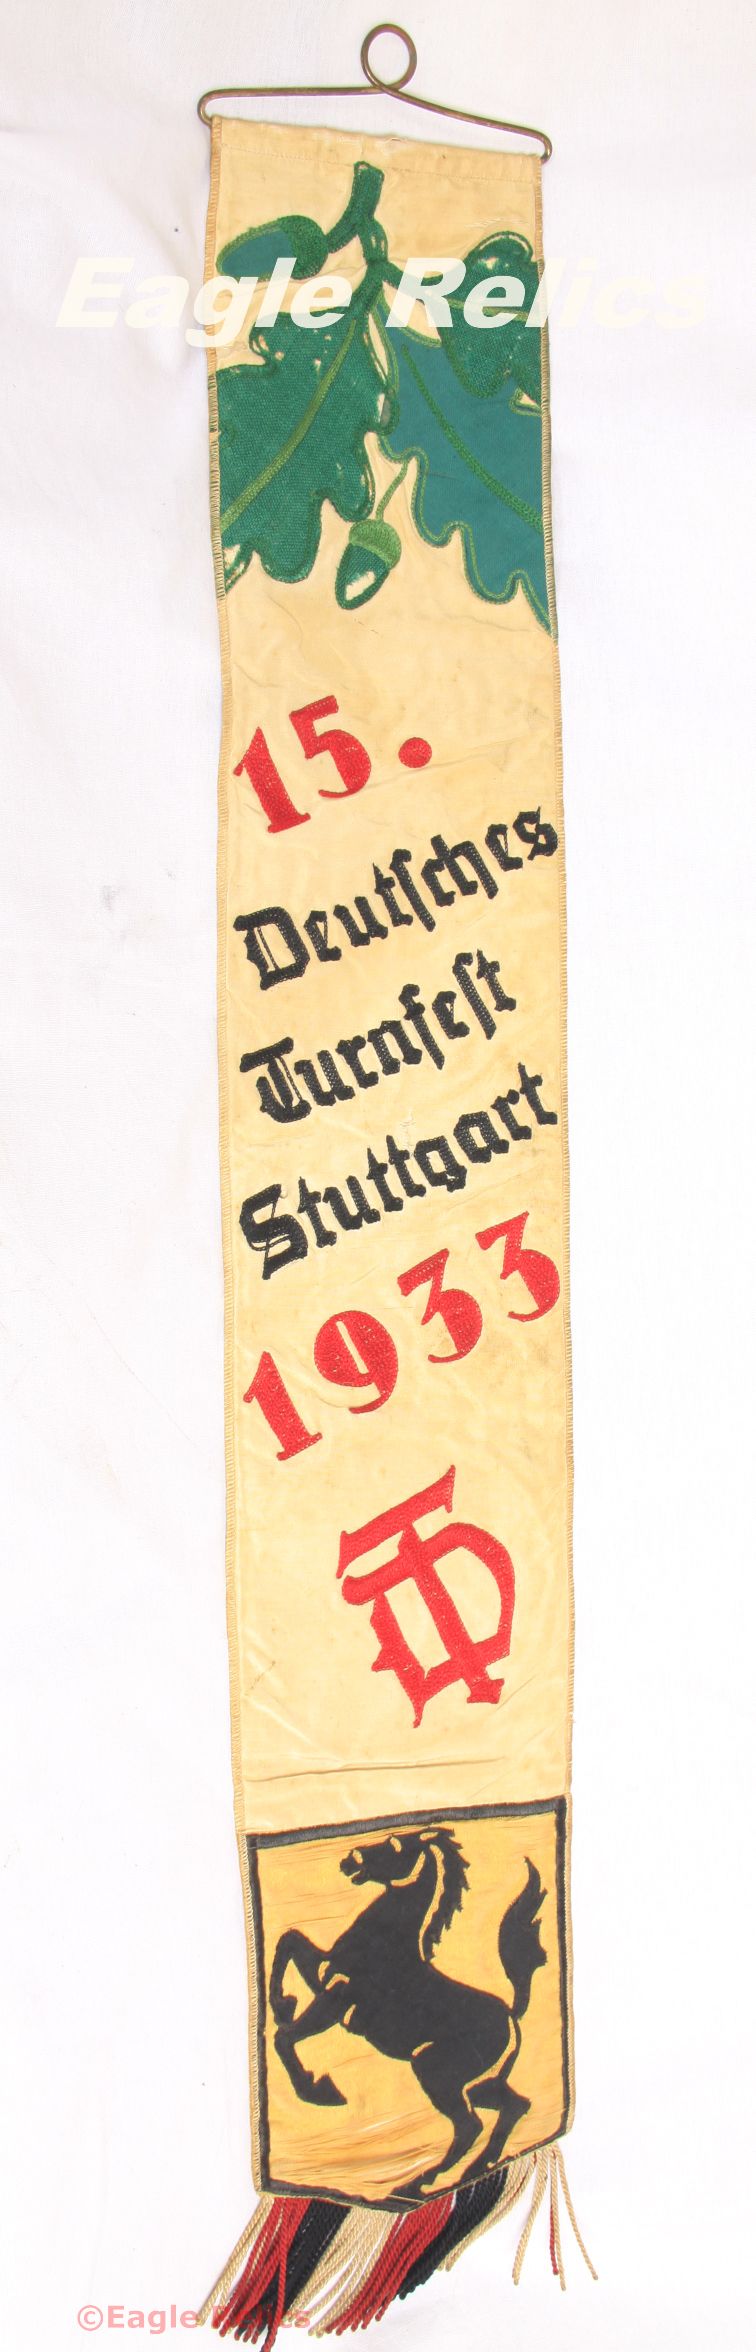 Eagle Relics
15.
Deutſches
Turnfeſt
Stuttgart
1933
DT
©Eagle Relics